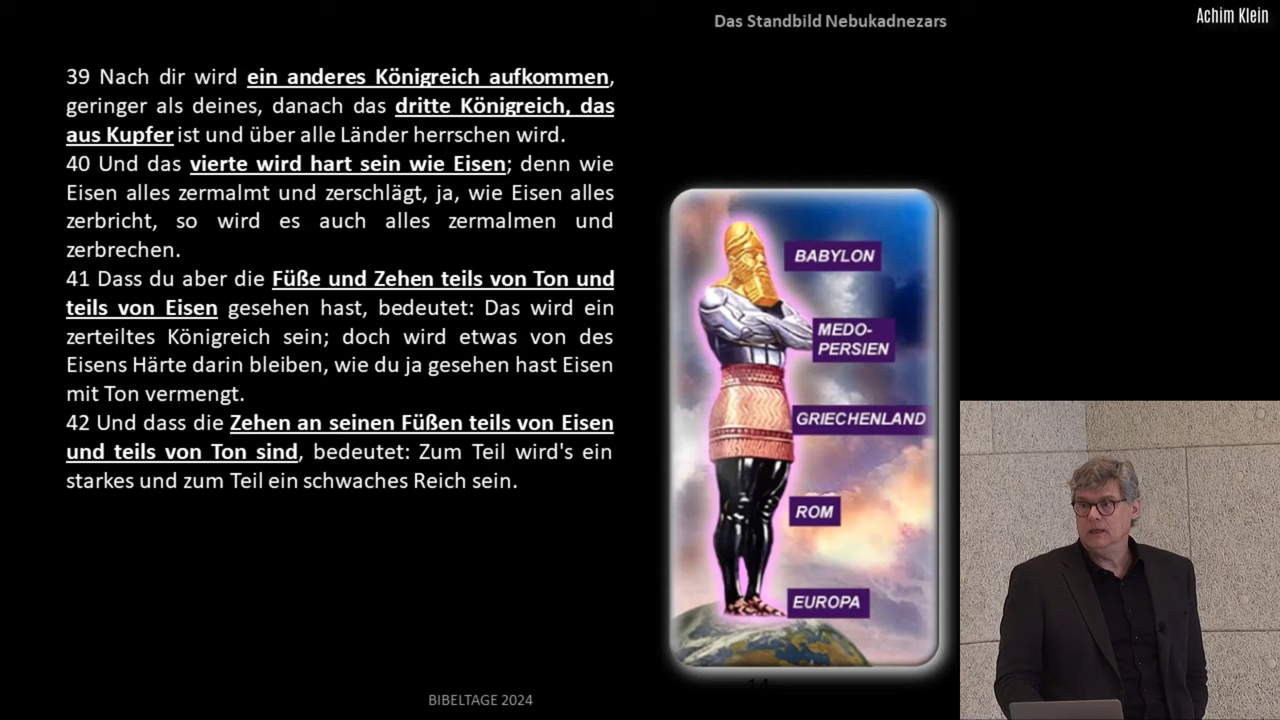 Das Standbild Nebukadnezars
Achim Klein
39 Nach dir wird ein anderes Königreich aufkommen,
geringer als deines, danach das dritte Königreich, das
aus Kupfer ist und über alle Länder herrschen wird.
40 Und das vierte wird hart sein wie Eisen; denn wie
Eisen alles zermalmt und zerschlägt, ja, wie Eisen alles
zerbricht, so wird es auch alles zermalmen und
zerbrechen.
41 Dass du aber die Füße und Zehen teils von Ton und
teils von Eisen gesehen hast, bedeutet: Das wird ein
zerteiltes Königreich sein; doch wird etwas von des
Eisens Härte darin bleiben, wie du ja gesehen hast Eisen
mit Ton vermengt.
42 Und dass die Zehen an seinen Füßen teils von Eisen
und teils von Ton sind, bedeutet: Zum Teil wird's ein
starkes und zum Teil ein schwaches Reich sein.
BABYLON
MEDO-
PERSIEN
GRIECHENLAND
ROM
EUROPA
14
BIBELTAGE 2024